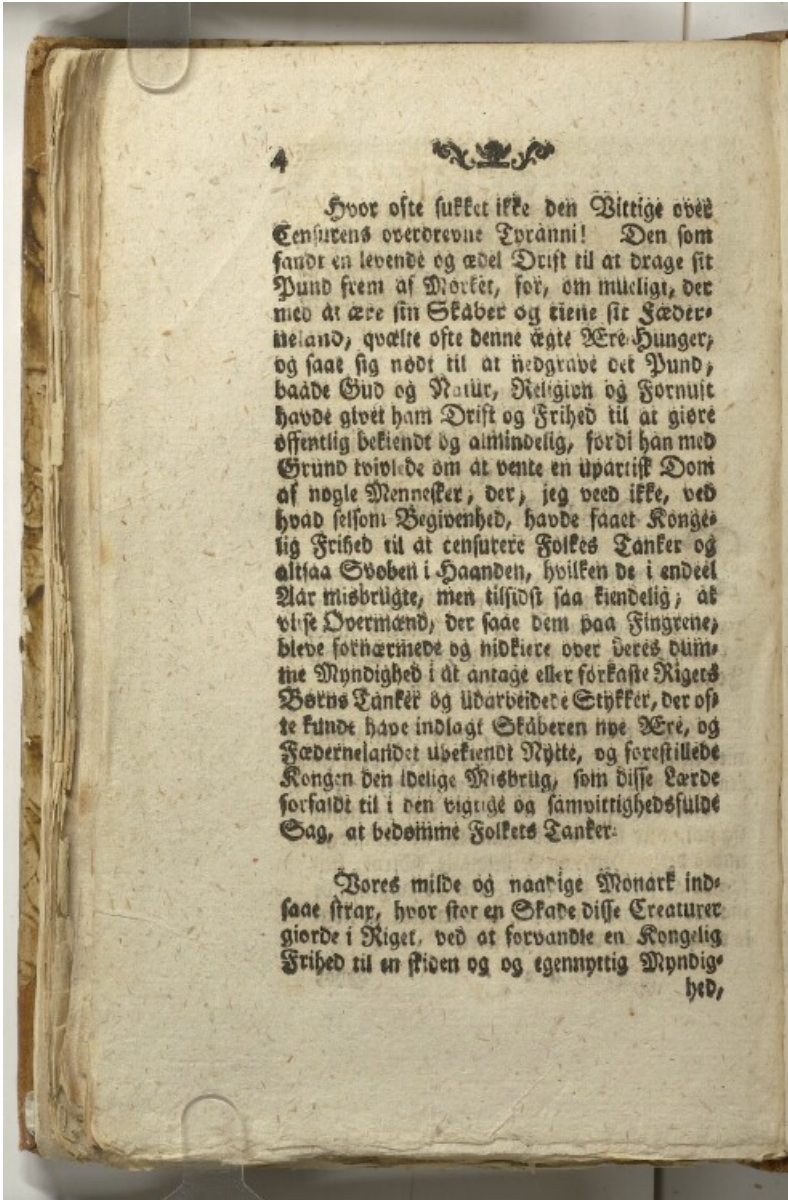 4
Hvor ofte sukket ikke den Vittige over
Censurens overdrevne Tyranni! Den som
fandt en levende og ædel Drift til at drage sit
Pund frem af Mørket, for, om mueligt, der
med at ære sin Skaber og tiene sit Fæder-
neland, qvælte ofte denne ægte Ære-Hunger,
og saae sig nødt til at nedgrave det Pund,
baade Gud og Natur, Religion og Fornuft
havde givet ham Drift og Frihed til at giøre
offentlig bekiendt og almindelig, fordi han med
Grund tvivlede om at vente en upartisk Dom
af nogle Mennesker, der, jeg veed ikke, ved
hvad selsom Begivenhed, havde faaet Konge-
lig Frihed til at censurere Folkes Tanker og
altsaa Svøben i Haanden, hvilken de i endeel
Aar misbrugte, men tilsidst saa kiendelig, at
visse Overmænd, der saae dem paa Fingrene,
bleve fornærmede og nidkiere over deres dum-
me Myndighed i at antage eller forkaste Rigets
Børns Tanker og udarbeidede Stykker, der of-
te kunde have indlagt Skaberen nye Ære, og
Fædernelandet ubekiendt Nytte, og forestillede
Kongen den idelige Misbrug, som disse Lærde
forfaldt til i den vigtige og samvittighedsfulde
Sag, at bedømme Folkets Tanker.
Vores milde og naadige Monark ind-
saae strax, hvor stor en Skade disse Creaturer
giorde i Riget, ved at forvandle en Kongelig
Frihed til en skiden og og egennyttig Myndig-
hed,